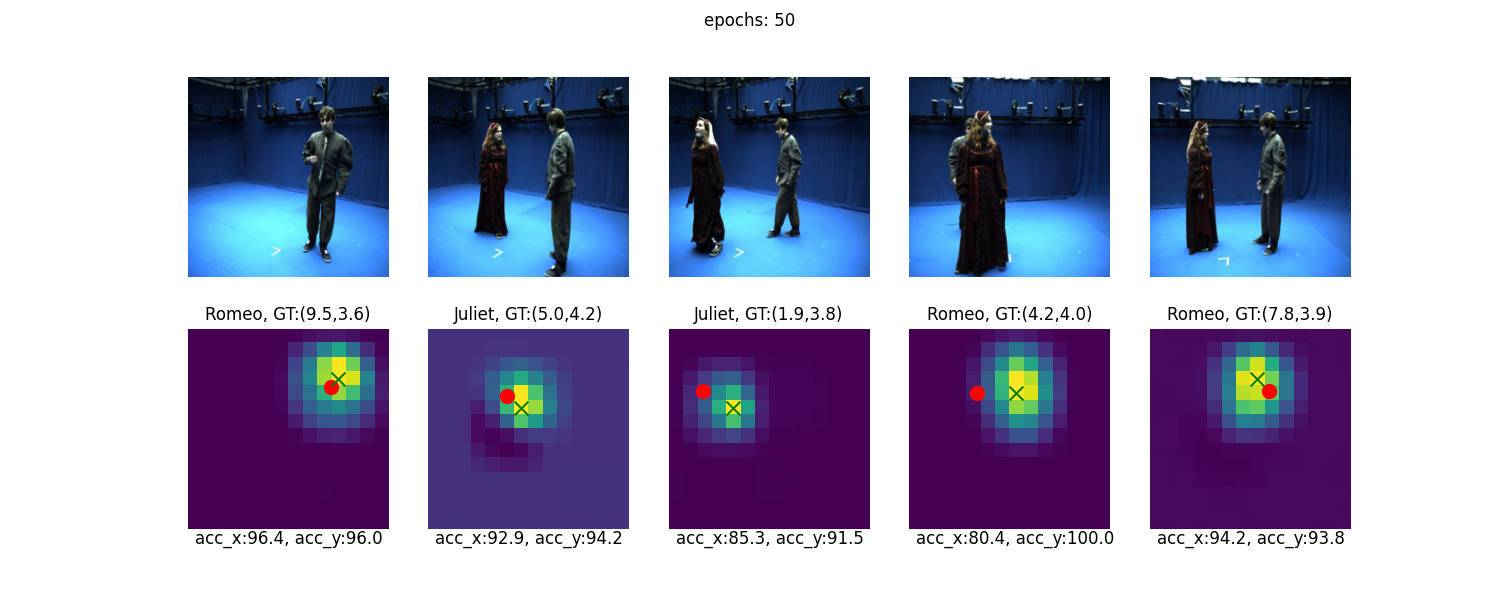 epochs: 50
Romeo, GT:(9.5,3.6)
Juliet, GT:(5.0,4.2)
Juliet, GT:(1.9,3.8)
Romeo, GT:(4.2,4.0)
Romeo, GT:(7.8,3.9)
acc_x:96.4, acc_y:96.0
acc_x:92.9, acc_y:94.2
acc_x:85.3, acc_y:91.5
acc_x:80.4, acc_y:100.0
acc_x:94.2, acc_y:93.8